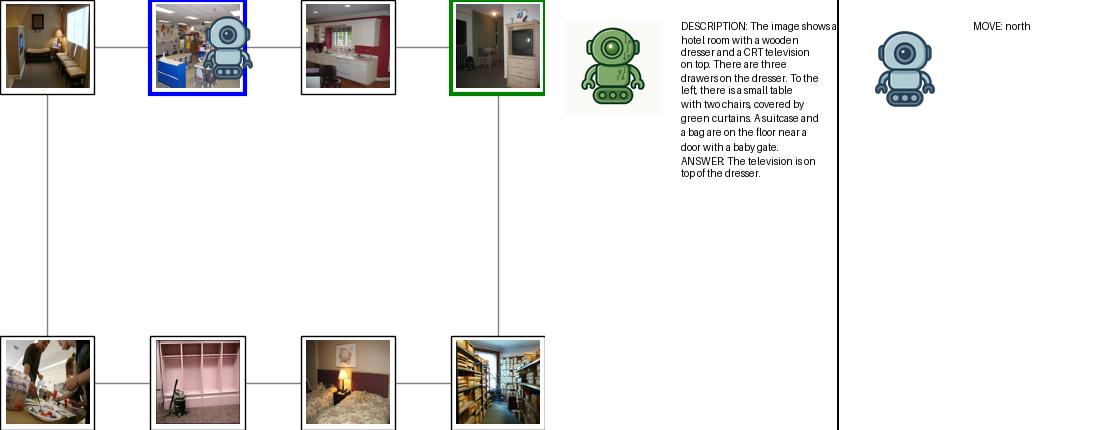 DESCRIPTION: The image shows a
hotel room with a wooden
dresser and a CRT television
on top. There are three
drawers on the dresser. To the
left, there is a small table
with two chairs, covered by
green curtains. A suitcase and
a bag are on the floor near a
door with a baby gate.
ANSWER: The television is on
top of the dresser.
MOVE: north